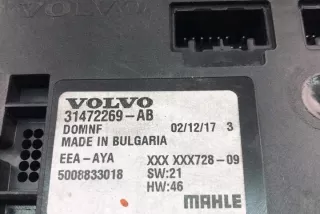 VOLVO
31472269-AB
DOMNF 02/12/17 3
MADE IN BULGARIA
EEA-AYA XXX XXX728-09
5008833018 SW:21
HW:46
MAHLE